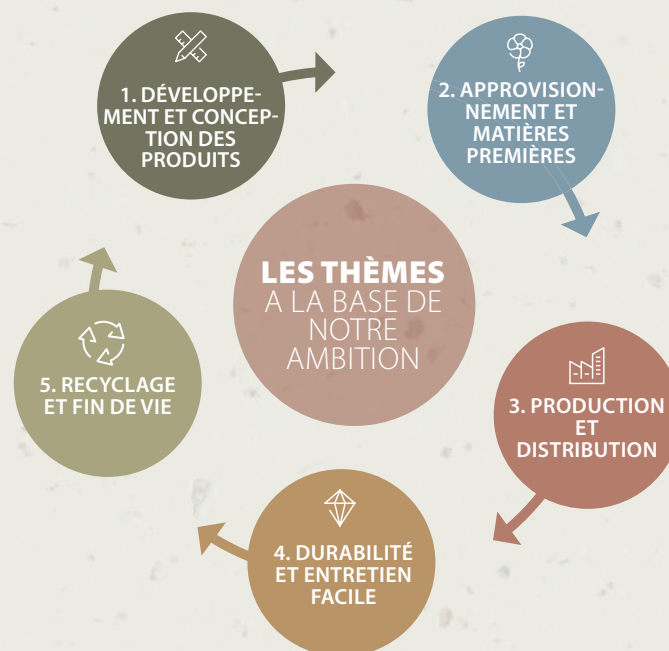 1. DÉVELOPPE-
MENT ET CONCEP-
TION DES
PRODUITS
2. APPROVISION-
NEMENT ET
MATIÈRES
PREMIÈRES
LES THÈMES
A LA BASE DE
NOTRE
AMBITION
3. PRODUCTION
ET
DISTRIBUTION
4. DURABILITÉ
ET ENTRETIEN
FACILE
5. RECYCLAGE
ET FIN DE VIE